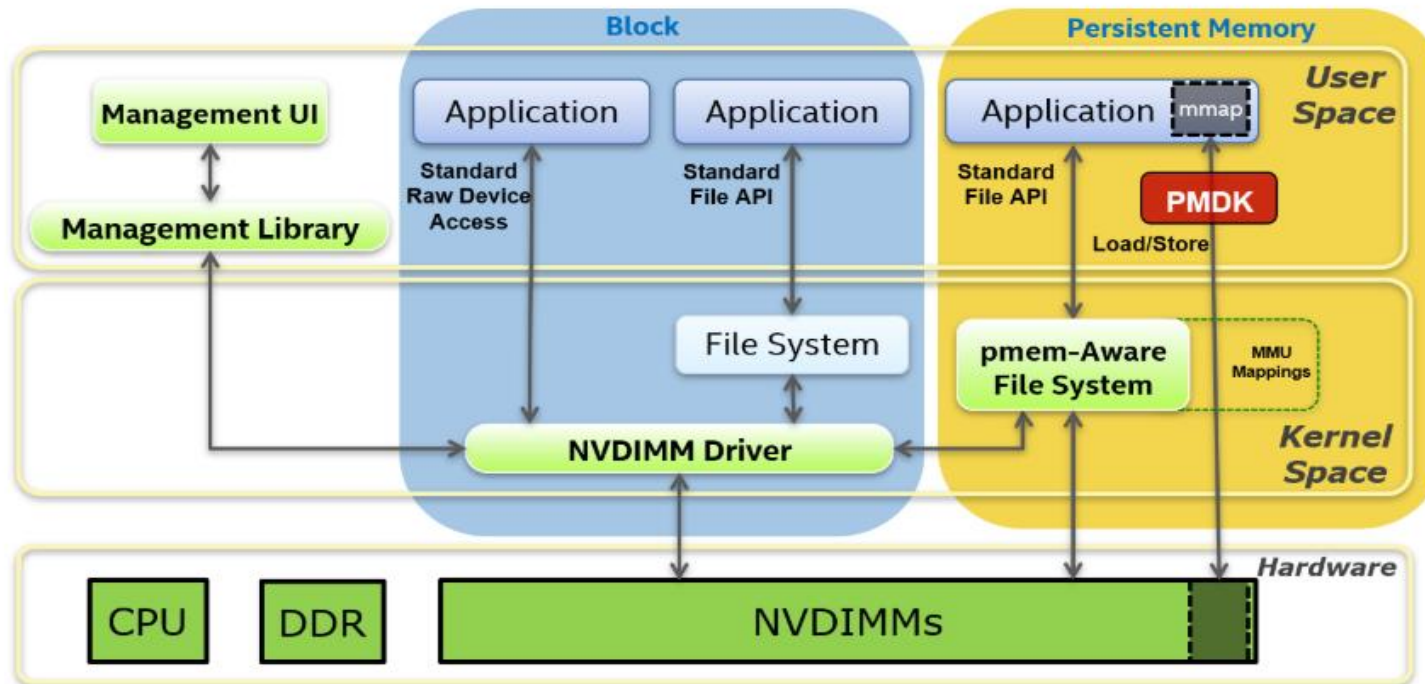 Block
Persistent Memory
User
Space
Management UI
Application
Application
Application
mmap
Standard
Raw Device
Access
Standard
File API
Standard
File API
PMDK
Management Library
Load/Store
File System
pmem-Aware
File System
MMU
Mappings
NVDIMM Driver
Kernel
Space
Hardware
CPU
DDR
NVDIMMs